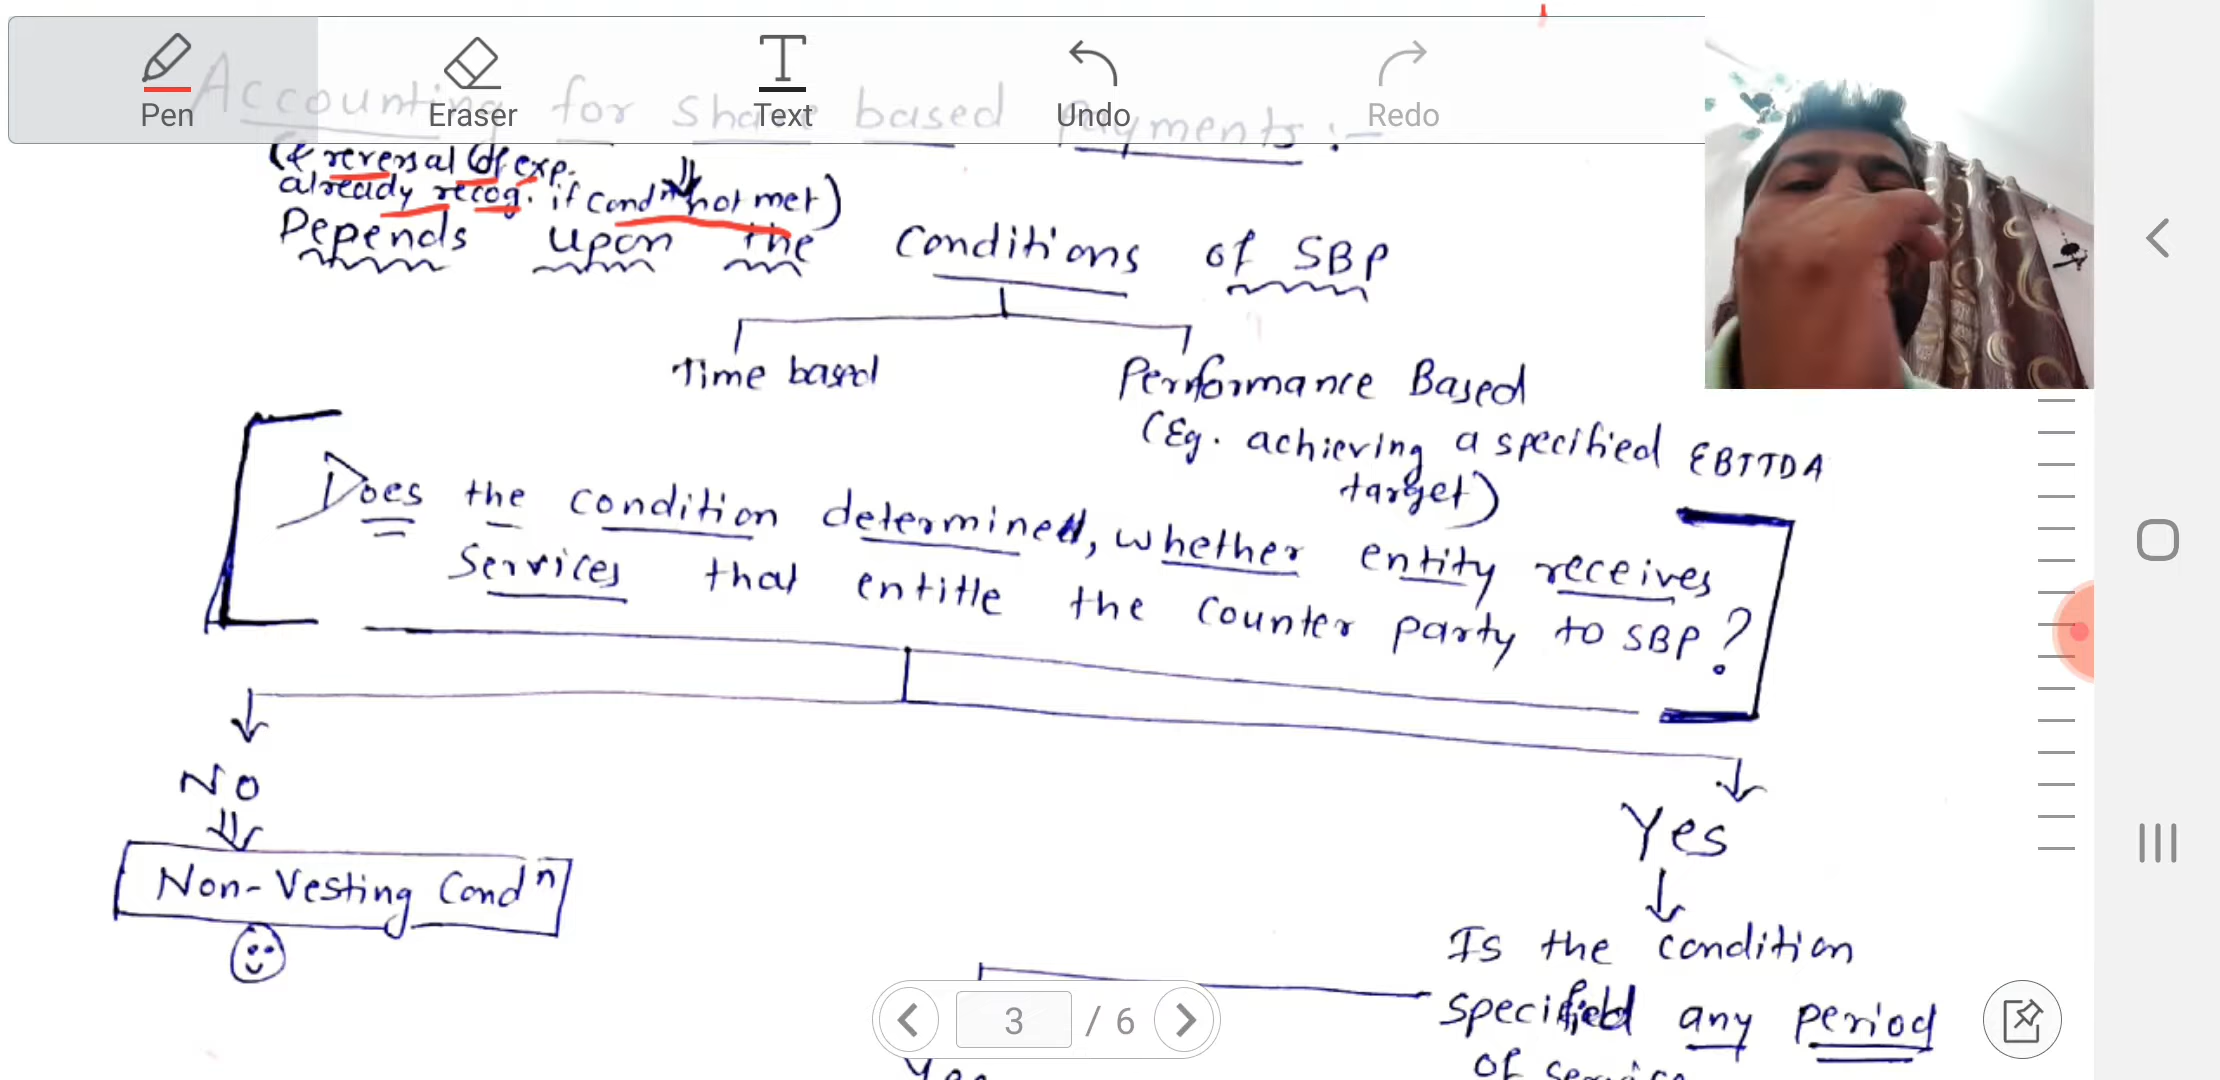 Pen
Eraser
Text
Undo
Redo
Accounting for share based Payments :-
(& reversal of exp.
already recog. if condn not met)
Depends upon the Conditions of SBP
Time based
Performance Based
(Eg. achieving a specified EBITDA
target)
Does the condition determined, whether entity receives
Services that entitle the counter party to SBP?
No
Yes
Non-Vesting Condn
Is the condition
specified any period
of service
3 / 6
Yes